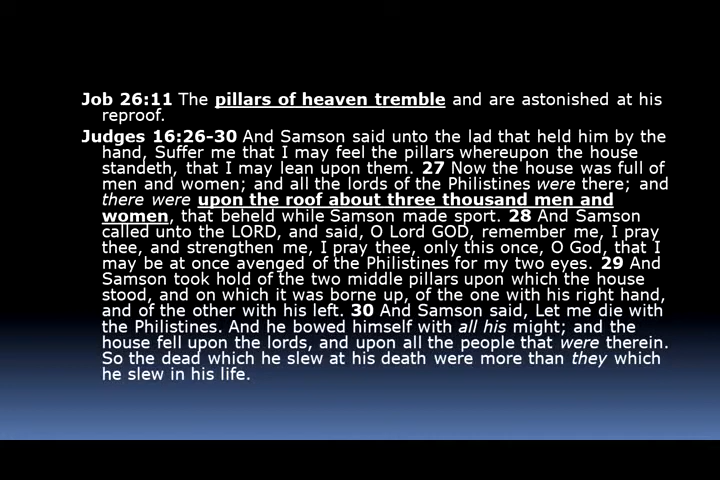 Job 26:11 The pillars of heaven tremble and are astonished at his
reproof.
Judges 16:26-30 And Samson said unto the lad that held him by the
hand, Suffer me that I may feel the pillars whereupon the house
standeth, that I may lean upon them. 27 Now the house was full of
men and women; and all the lords of the Philistines were there; and
there were upon the roof about three thousand men and
women, that beheld while Samson made sport. 28 And Samson
called unto the LORD, and said, O Lord GOD, remember me, I pray
thee, and strengthen me, I pray thee, only this once, O God, that I
may be at once avenged of the Philistines for my two eyes. 29 And
Samson took hold of the two middle pillars upon which the house
stood, and on which it was borne up, of the one with his right hand,
and of the other with his left. 30 And Samson said, Let me die with
the Philistines. And he bowed himself with all his might; and the
house fell upon the lords, and upon all the people that were therein.
So the dead which he slew at his death were more than they which
he slew in his life.